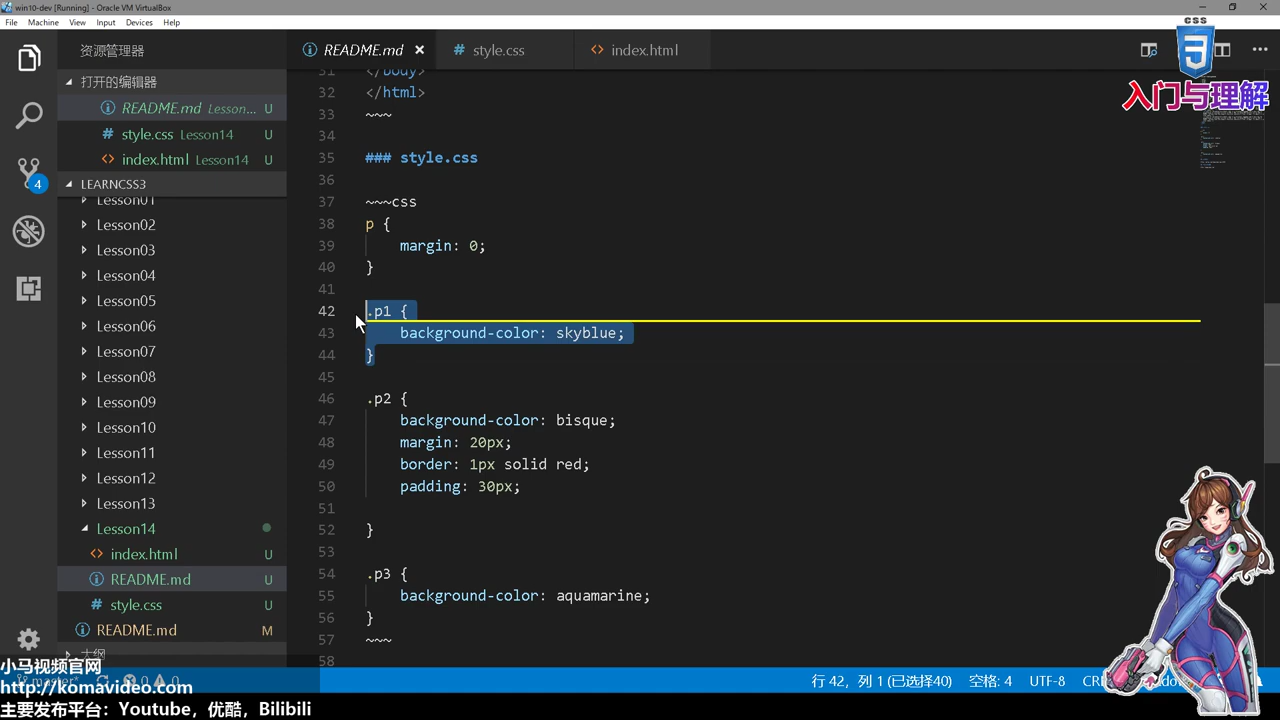 win10-dev [Running] - Oracle VM VirtualBox
File Machine View Input Devices Help
CSS
3
入门与理解
资源管理器
打开的编辑器
README.md Lesson... U
style.css Lesson14 U
index.html Lesson14 U
4
LEARNCSS3
Lesson01
Lesson02
Lesson03
Lesson04
Lesson05
Lesson06
Lesson07
Lesson08
Lesson09
Lesson10
Lesson11
Lesson12
Lesson13
Lesson14
index.html U
README.md U
style.css U
README.md M
大纲
README.md style.css index.html
31 </body>
32 </html>
33 ~~~
34
35 ### style.css
36
37 ~~~css
38 p {
39 margin: 0;
40 }
41
42 .p1 {
43 background-color: skyblue;
44 }
45
46 .p2 {
47 background-color: bisque;
48 margin: 20px;
49 border: 1px solid red;
50 padding: 30px;
51
52 }
53
54 .p3 {
55 background-color: aquamarine;
56 }
57 ~~~
58
小马视频官网
http://komavideo.com
主要发布平台：Youtube，优酷，Bilibili
master* 0 0
行 42，列 1 (已选择40) 空格: 4 UTF-8